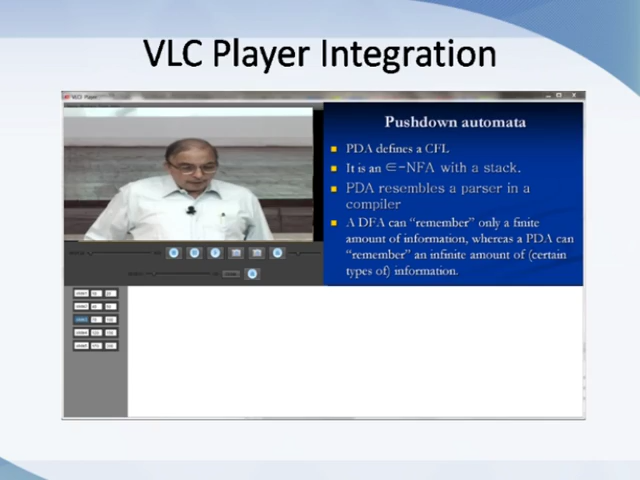 VLC Player Integration
Pushdown automata
PDA defines a CFL
It is an ∈-NFA with a stack.
PDA resembles a parser in a
compiler
A DFA can “remember” only a finite
amount of information, whereas a PDA can
“remember” an infinite amount of (certain
types of) information.